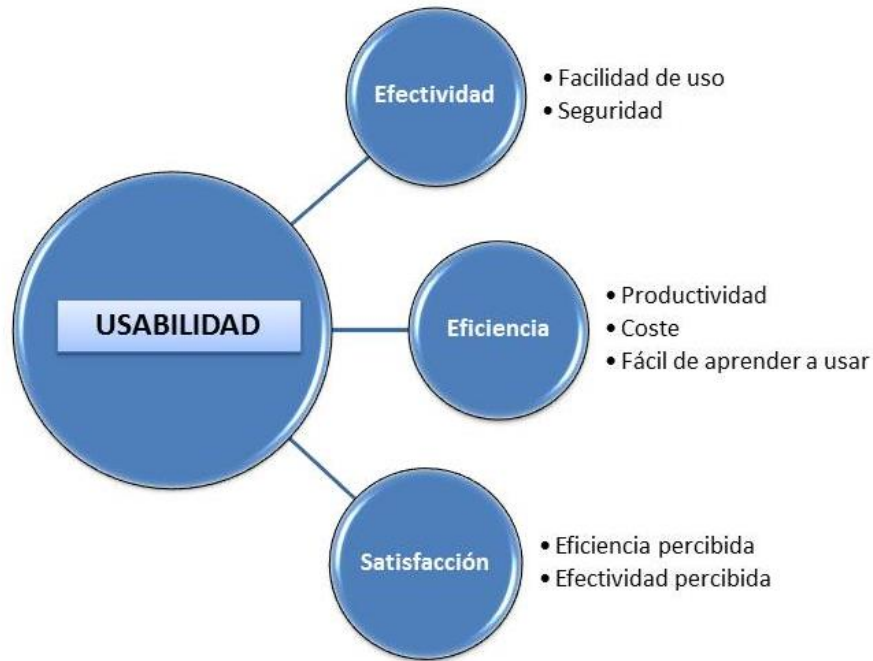 Efectividad
• Facilidad de uso
• Seguridad
USABILIDAD
Eficiencia
• Productividad
• Coste
• Fácil de aprender a usar
Satisfacción
• Eficiencia percibida
• Efectividad percibida